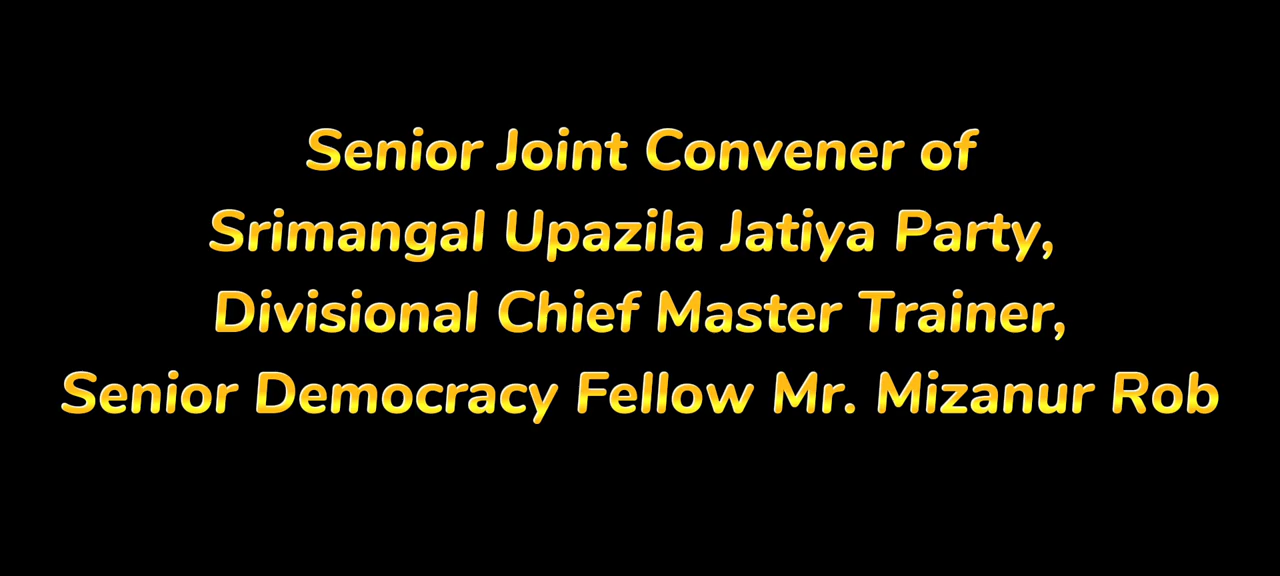 Senior Joint Convener of
Srimangal Upazila Jatiya Party,
Divisional Chief Master Trainer,
Senior Democracy Fellow Mr. Mizanur Rob